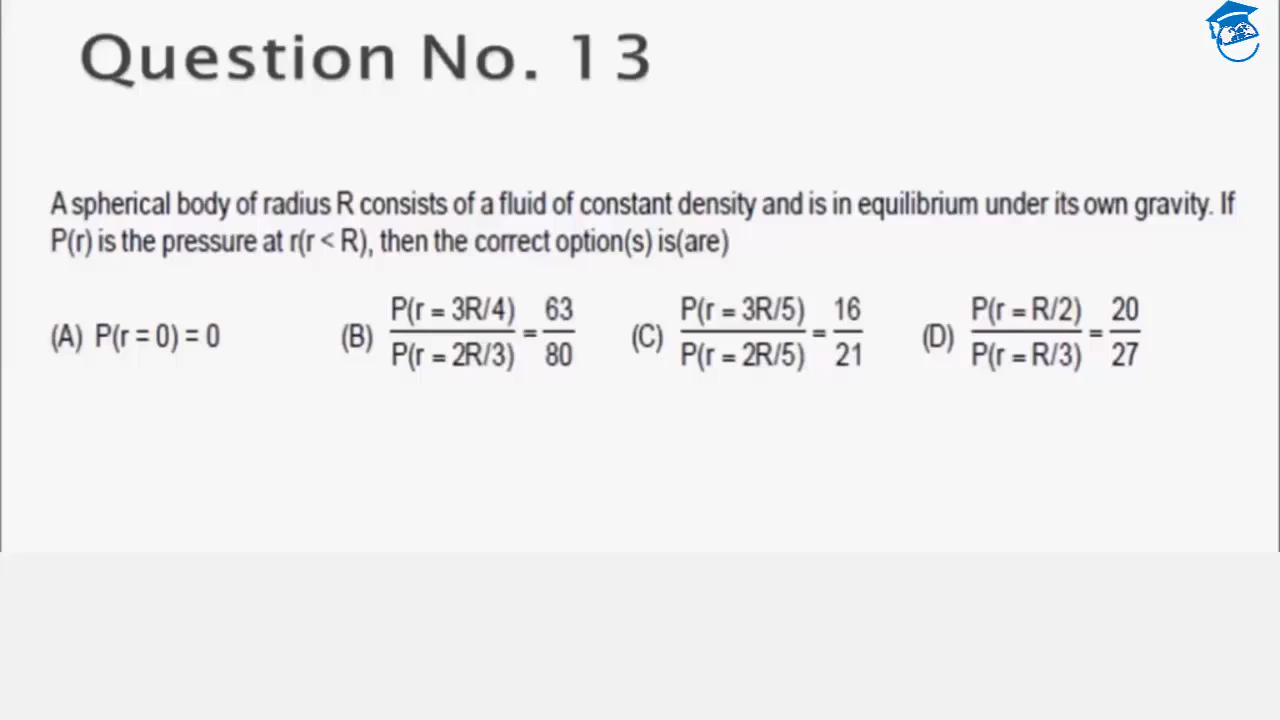 Question No. 13
A spherical body of radius R consists of a fluid of constant density and is in equilibrium under its own gravity. If
P(r) is the pressure at r(r < R), then the correct option(s) is(are)
(A) P(r = 0) = 0 (B) P(r = 3R/4) / P(r = 2R/3) = 63 / 80 (C) P(r = 3R/5) / P(r = 2R/5) = 16 / 21 (D) P(r = R/2) / P(r = R/3) = 20 / 27